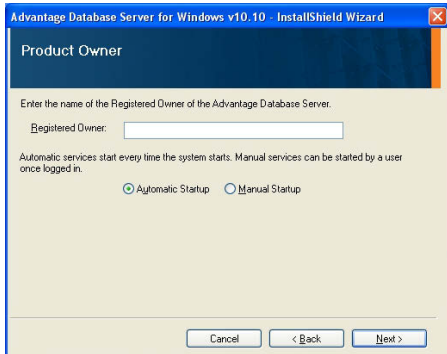 Advantage Database Server for Windows v10.10 - InstallShield Wizard
Product Owner
Enter the name of the Registered Owner of the Advantage Database Server.
Registered Owner:
Automatic services start every time the system starts. Manual services can be started by a user
once logged in.
Automatic Startup Manual Startup
Cancel < Back Next >